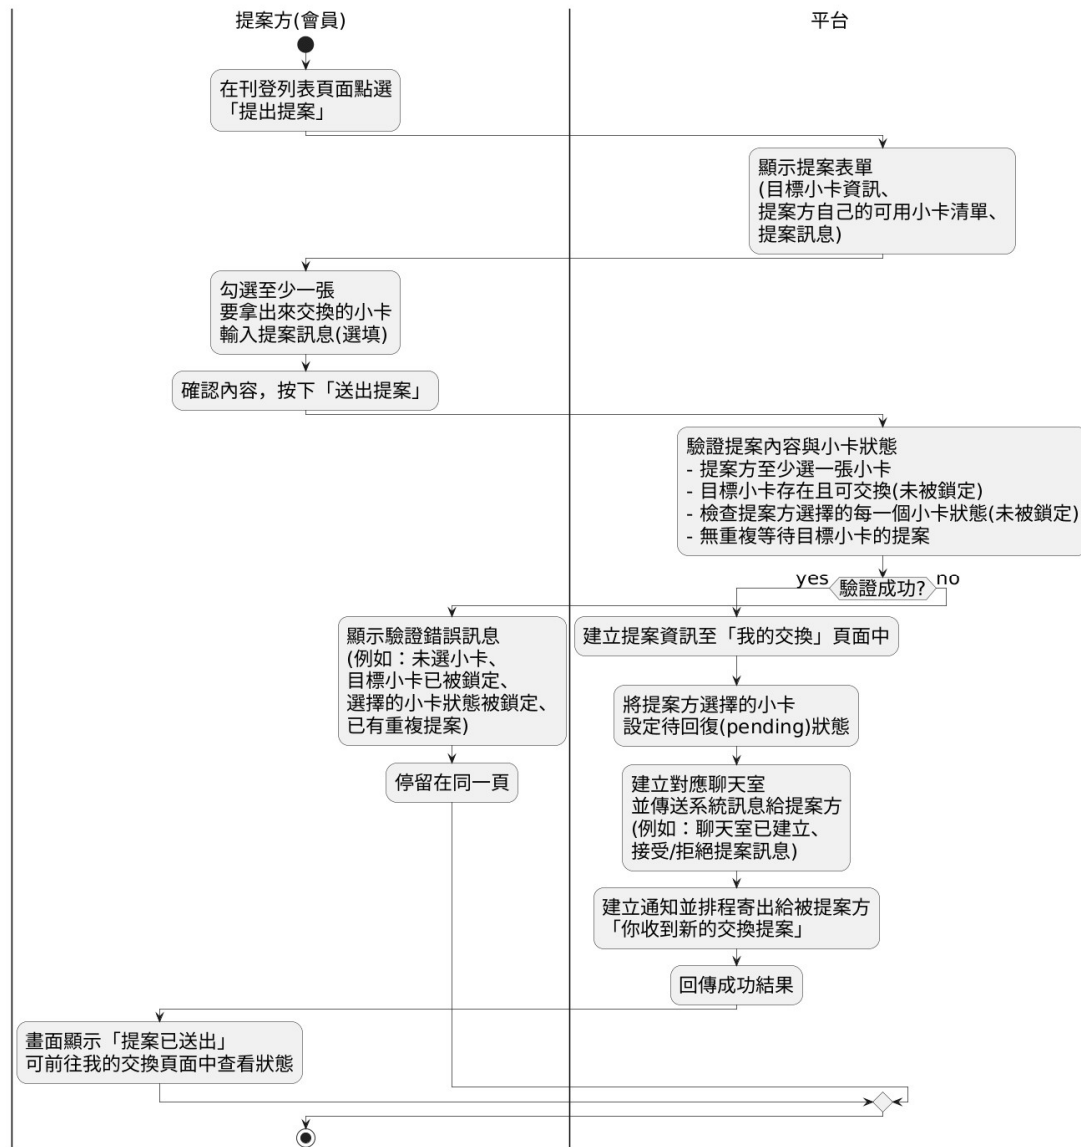 提案方(會員)
平台
在刊登列表頁面點選
「提出提案」
顯示提案表單
(目標小卡資訊、
提案方自己的可用小卡清單、
提案訊息)
勾選至少一張
要拿出來交換的小卡
輸入提案訊息(選填)
確認內容，按下「送出提案」
驗證提案內容與小卡狀態
- 提案方至少選一張小卡
- 目標小卡存在且可交換(未被鎖定)
- 檢查提案方選擇的每一個小卡狀態(未被鎖定)
- 無重複等待目標小卡的提案
yes
驗證成功?
no
顯示驗證錯誤訊息
(例如：未選小卡、
目標小卡已被鎖定、
選擇的小卡狀態被鎖定、
已有重複提案)
停留在同一頁
建立提案資訊至「我的交換」頁面中
將提案方選擇的小卡
設定待回復(pending)狀態
建立對應聊天室
並傳送系統訊息給提案方
(例如：聊天室已建立、
接受/拒絕提案訊息)
建立通知並排程寄出給被提案方
「你收到新的交換提案」
回傳成功結果
畫面顯示「提案已送出」
可前往我的交換頁面中查看狀態